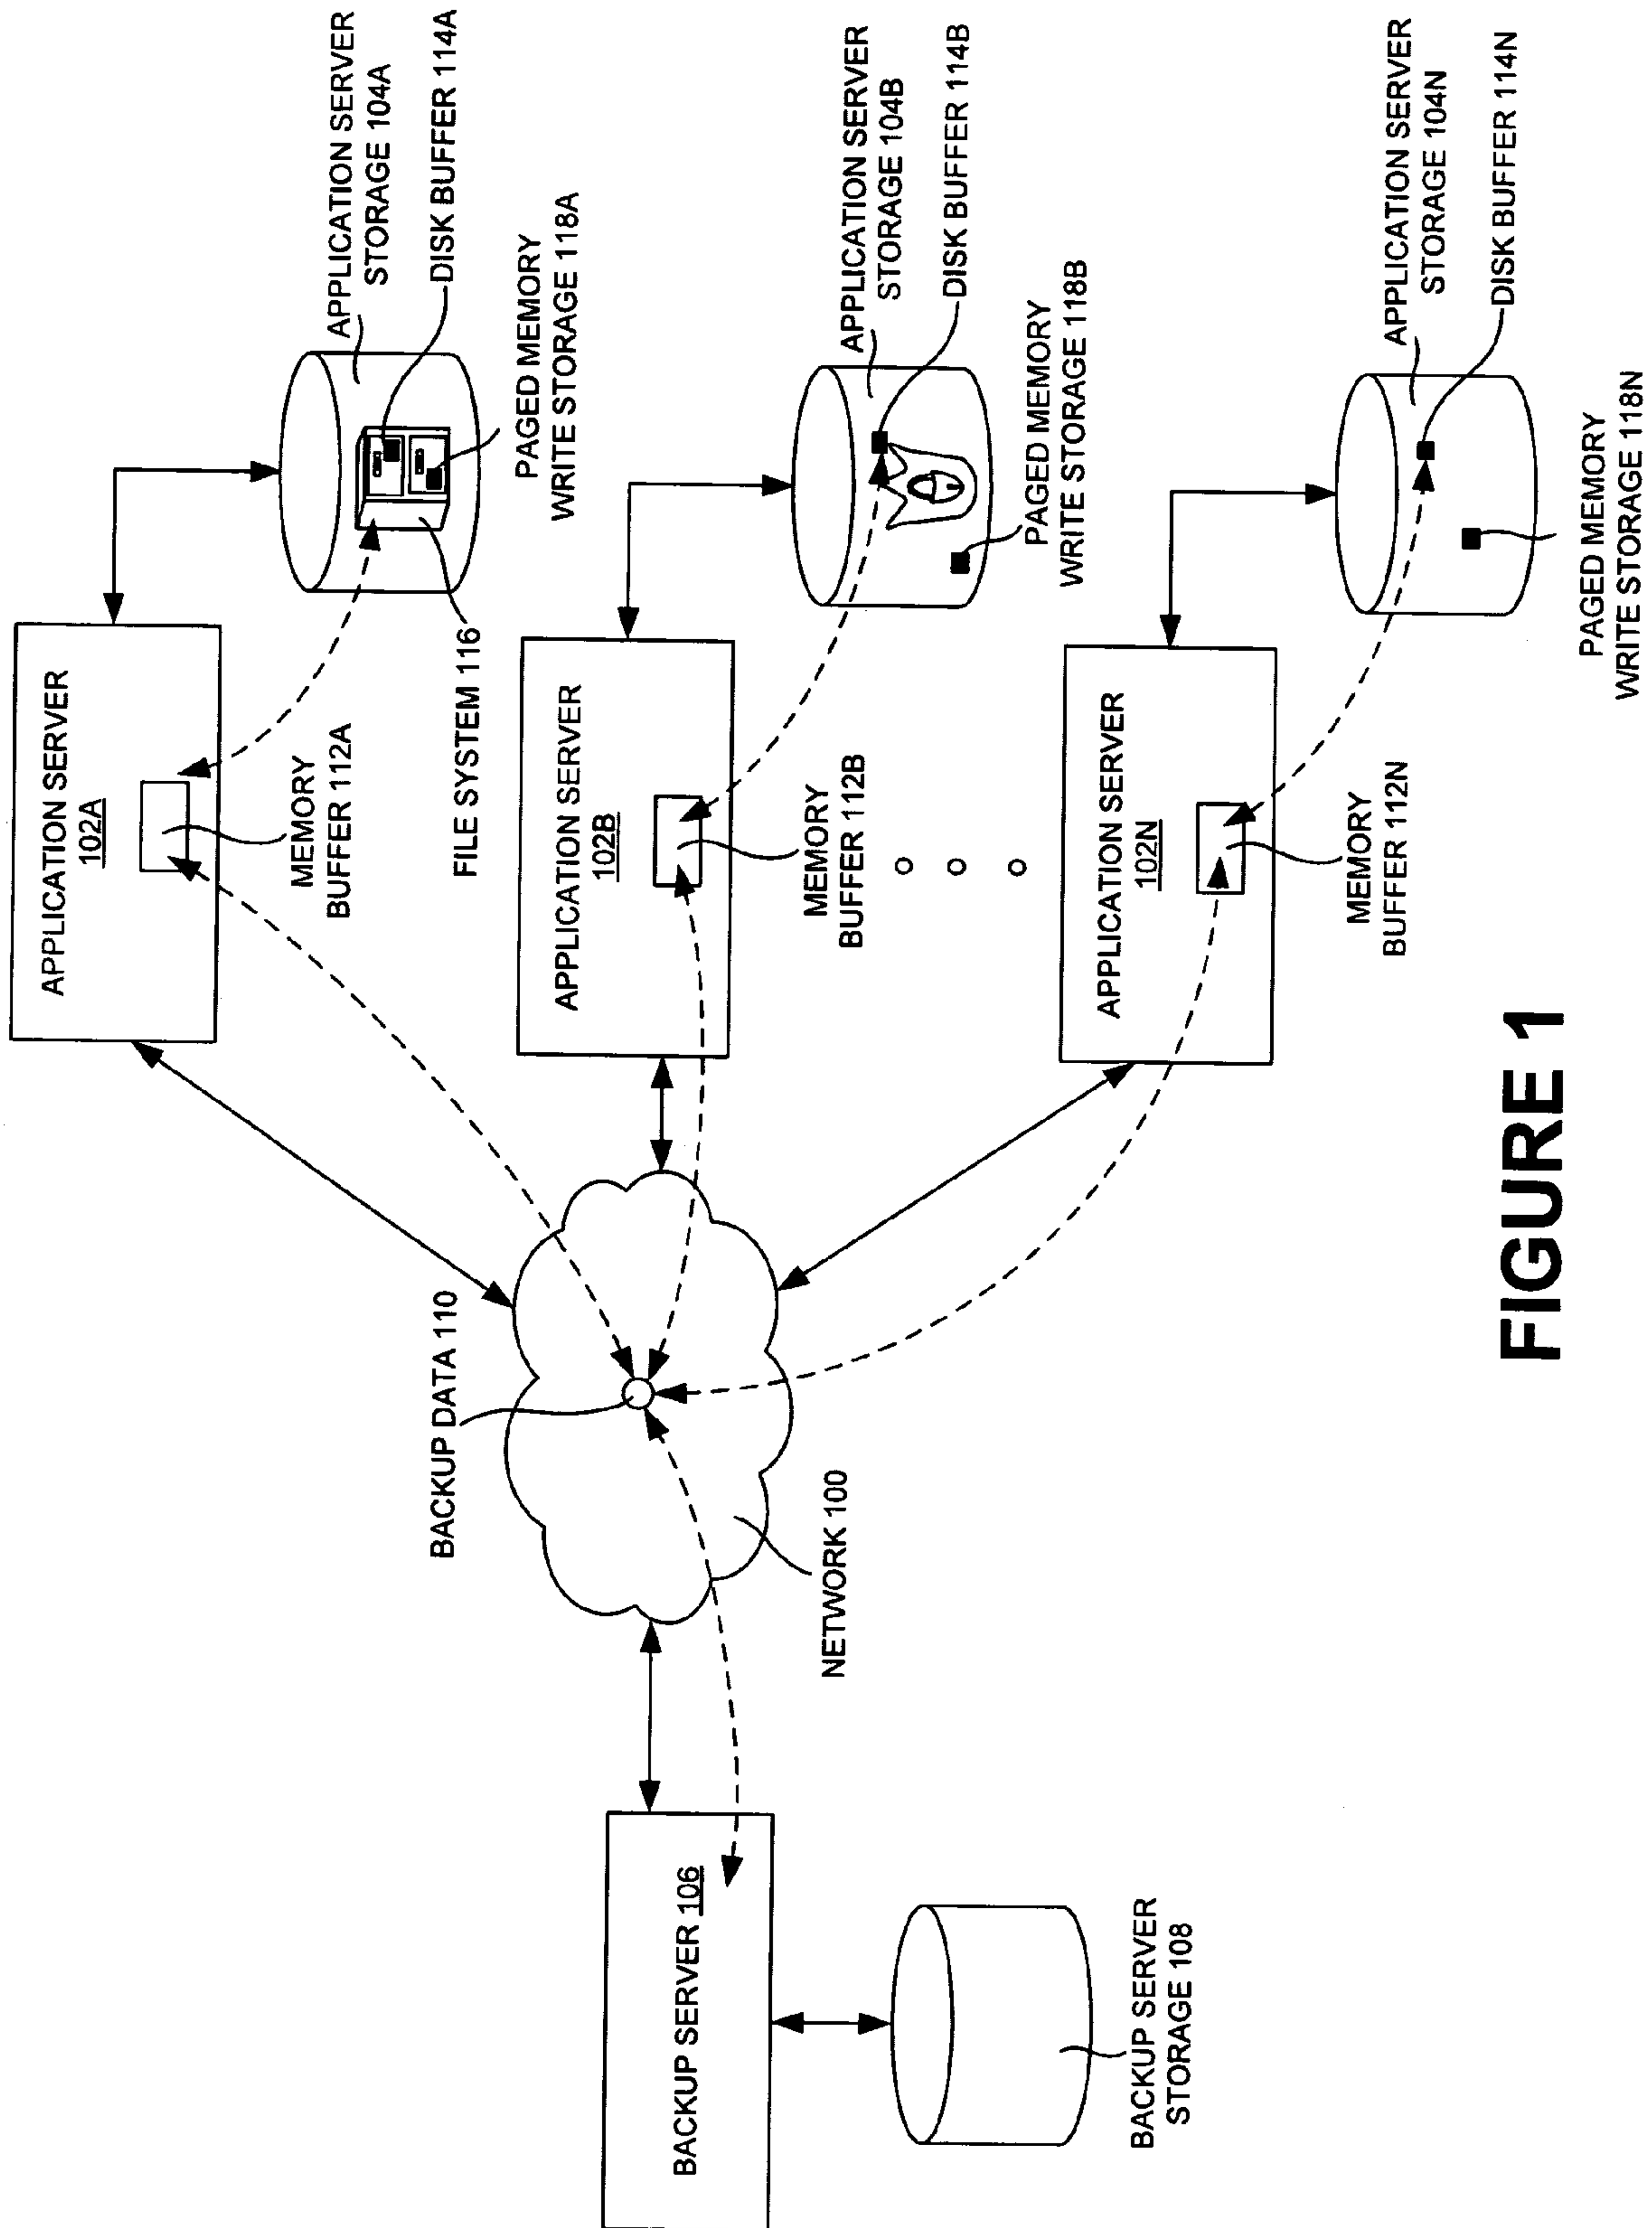 APPLICATION SERVER
102A
MEMORY
BUFFER 112A
APPLICATION SERVER
STORAGE 104A
DISK BUFFER 114A
FILE SYSTEM 116
PAGED MEMORY
WRITE STORAGE 118A
BACKUP DATA 110
NETWORK 100
APPLICATION SERVER
102B
MEMORY
BUFFER 112B
APPLICATION SERVER
STORAGE 104B
DISK BUFFER 114B
PAGED MEMORY
WRITE STORAGE 118B
BACKUP SERVER 106
BACKUP SERVER
STORAGE 108
APPLICATION SERVER
102N
MEMORY
BUFFER 112N
APPLICATION SERVER
STORAGE 104N
DISK BUFFER 114N
PAGED MEMORY
WRITE STORAGE 118N
FIGURE 1